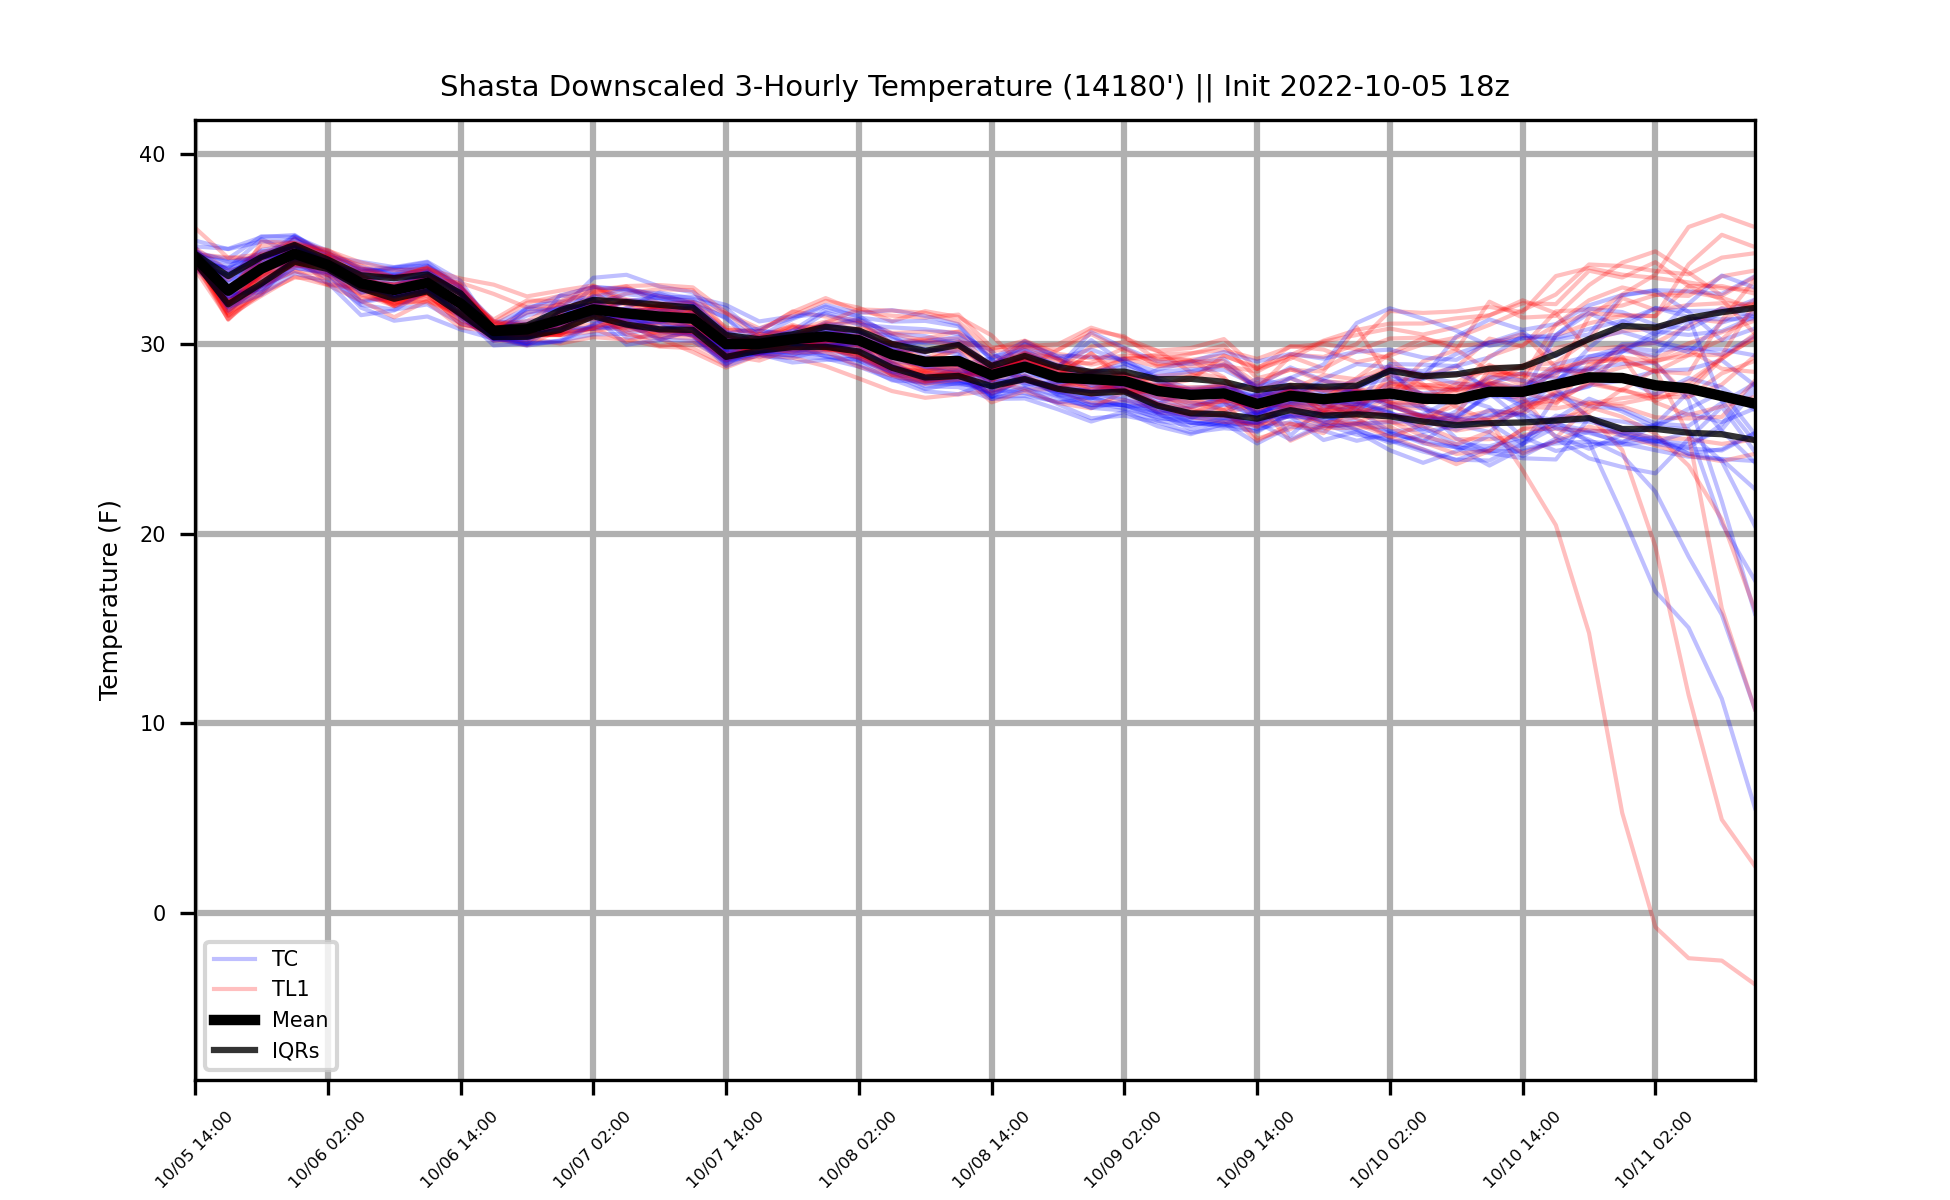 Shasta Downscaled 3-Hourly Temperature (14180') || Init 2022-10-05 18z
Temperature (F)
40
30
20
10
0
TC
TL1
Mean
IQRs
10/05 14:00
10/06 02:00
10/06 14:00
10/07 02:00
10/07 14:00
10/08 02:00
10/08 14:00
10/09 02:00
10/09 14:00
10/10 02:00
10/10 14:00
10/11 02:00